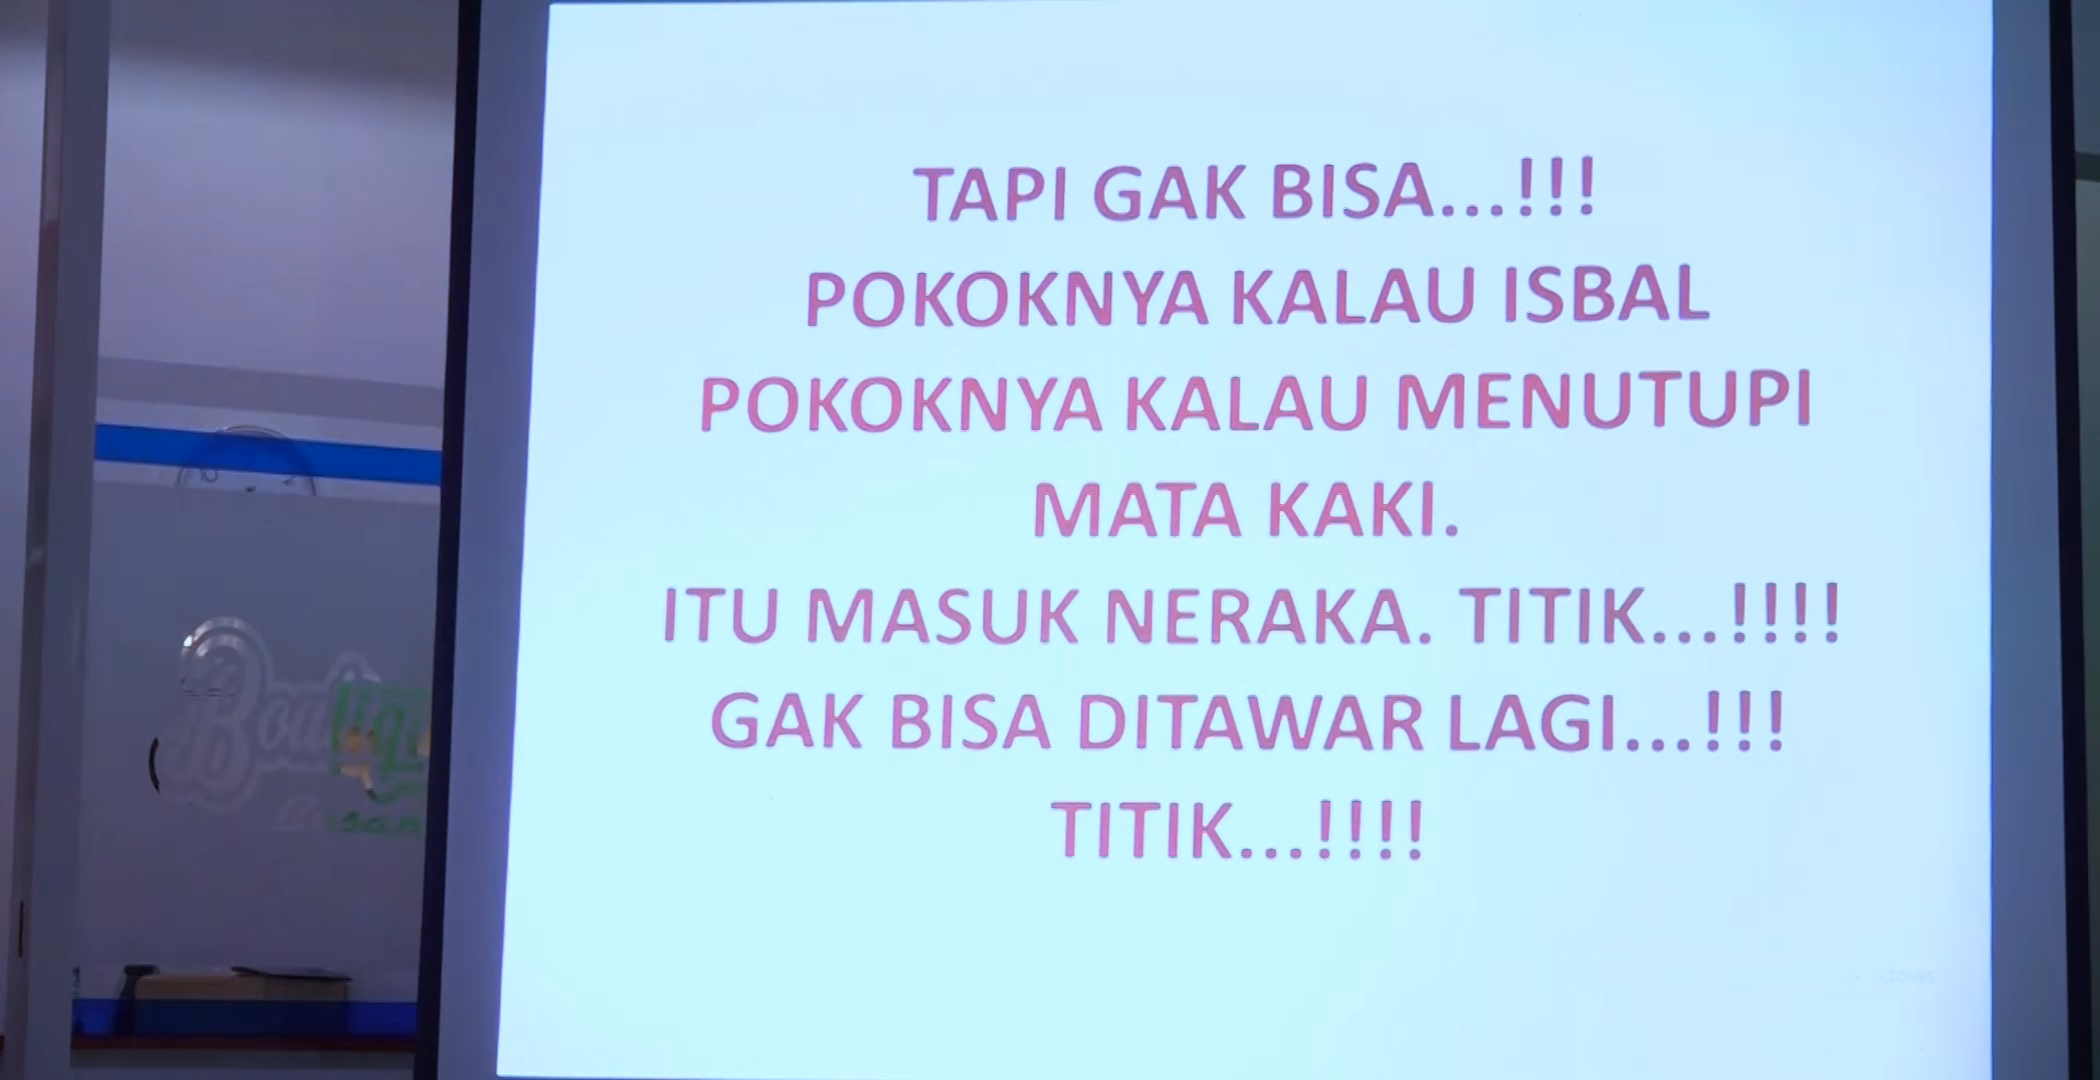 TAPI GAK BISA...!!!
POKOKNYA KALAU ISBAL
POKOKNYA KALAU MENUTUPI
MATA KAKI.
ITU MASUK NERAKA. TITIK...!!!!
GAK BISA DITAWAR LAGI...!!!
TITIK...!!!!